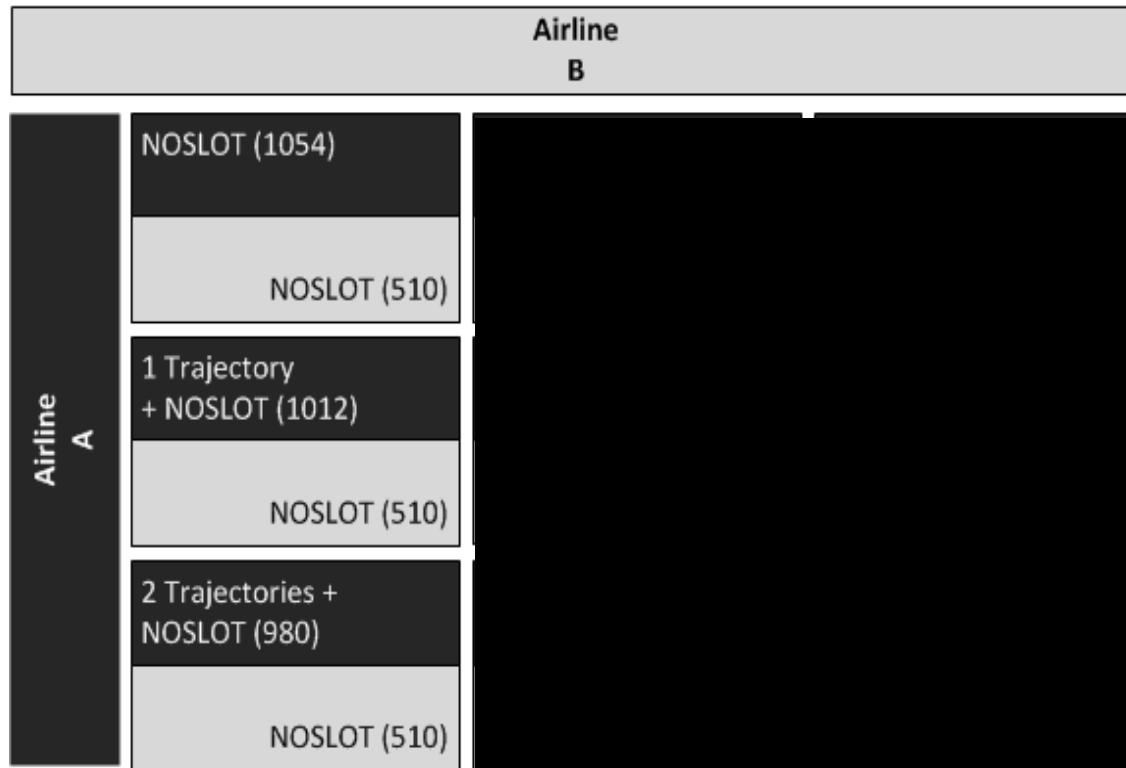 Airline
B
Airline
A
NOSLOT (1054)
NOSLOT (510)
1 Trajectory
+ NOSLOT (1012)
NOSLOT (510)
2 Trajectories +
NOSLOT (980)
NOSLOT (510)